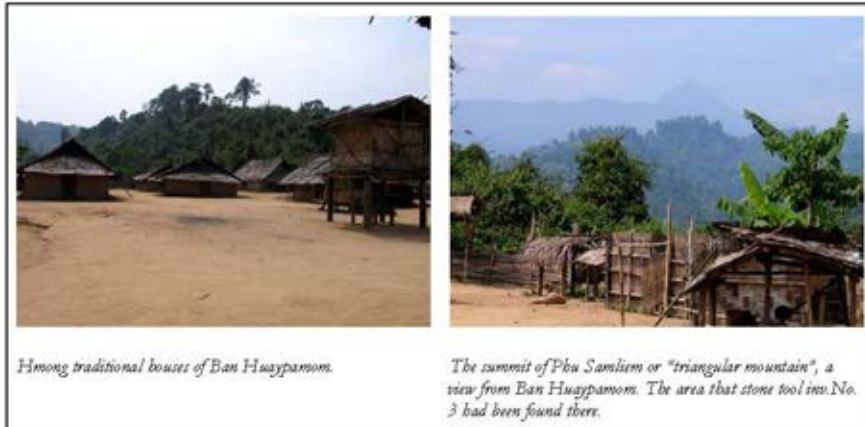 Hmong traditional houses of Ban Huaypamom.
The summit of Phu Samliem or "triangular mountain", a
view from Ban Huaypamom. The area that stone tool inv.No.
3 had been found there.